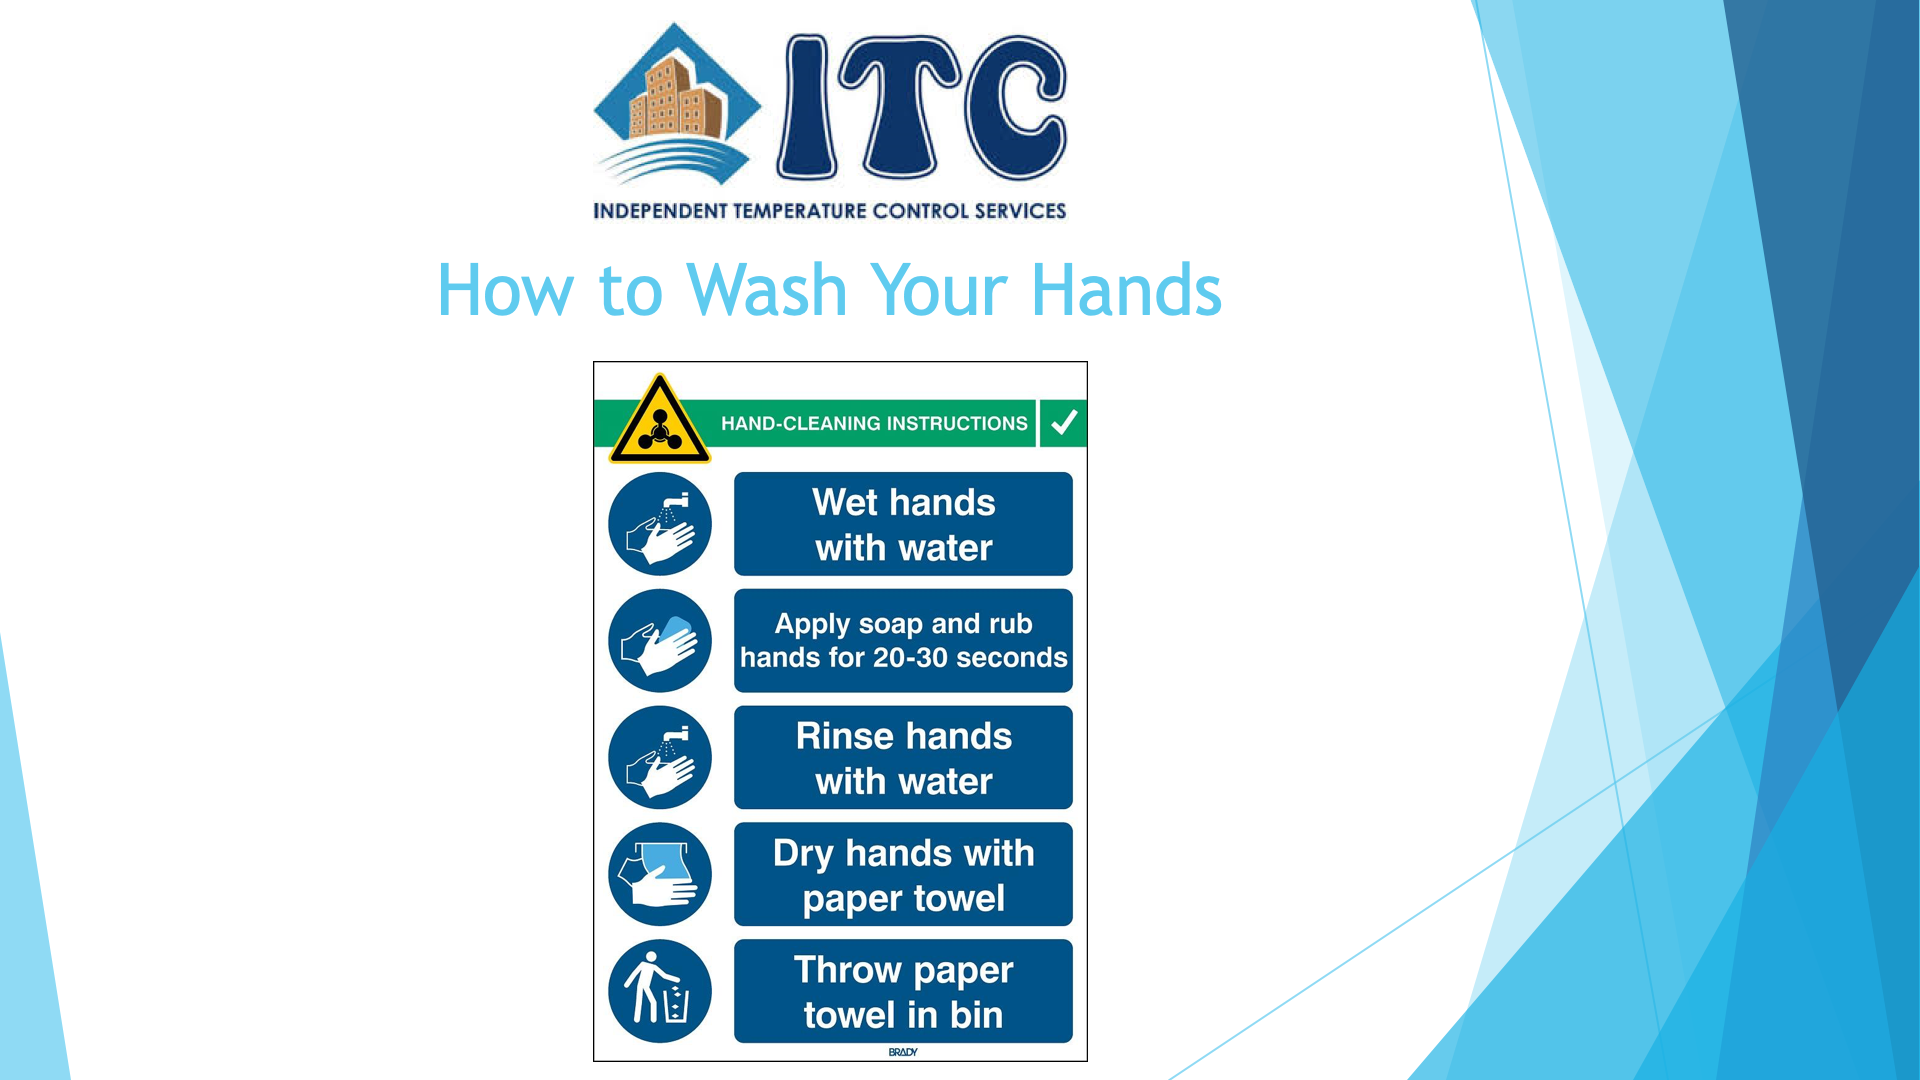 ITC
INDEPENDENT TEMPERATURE CONTROL SERVICES
How to Wash Your Hands
HAND-CLEANING INSTRUCTIONS
Wet hands
with water
Apply soap and rub
hands for 20-30 seconds
Rinse hands
with water
Dry hands with
paper towel
Throw paper
towel in bin
BRADY